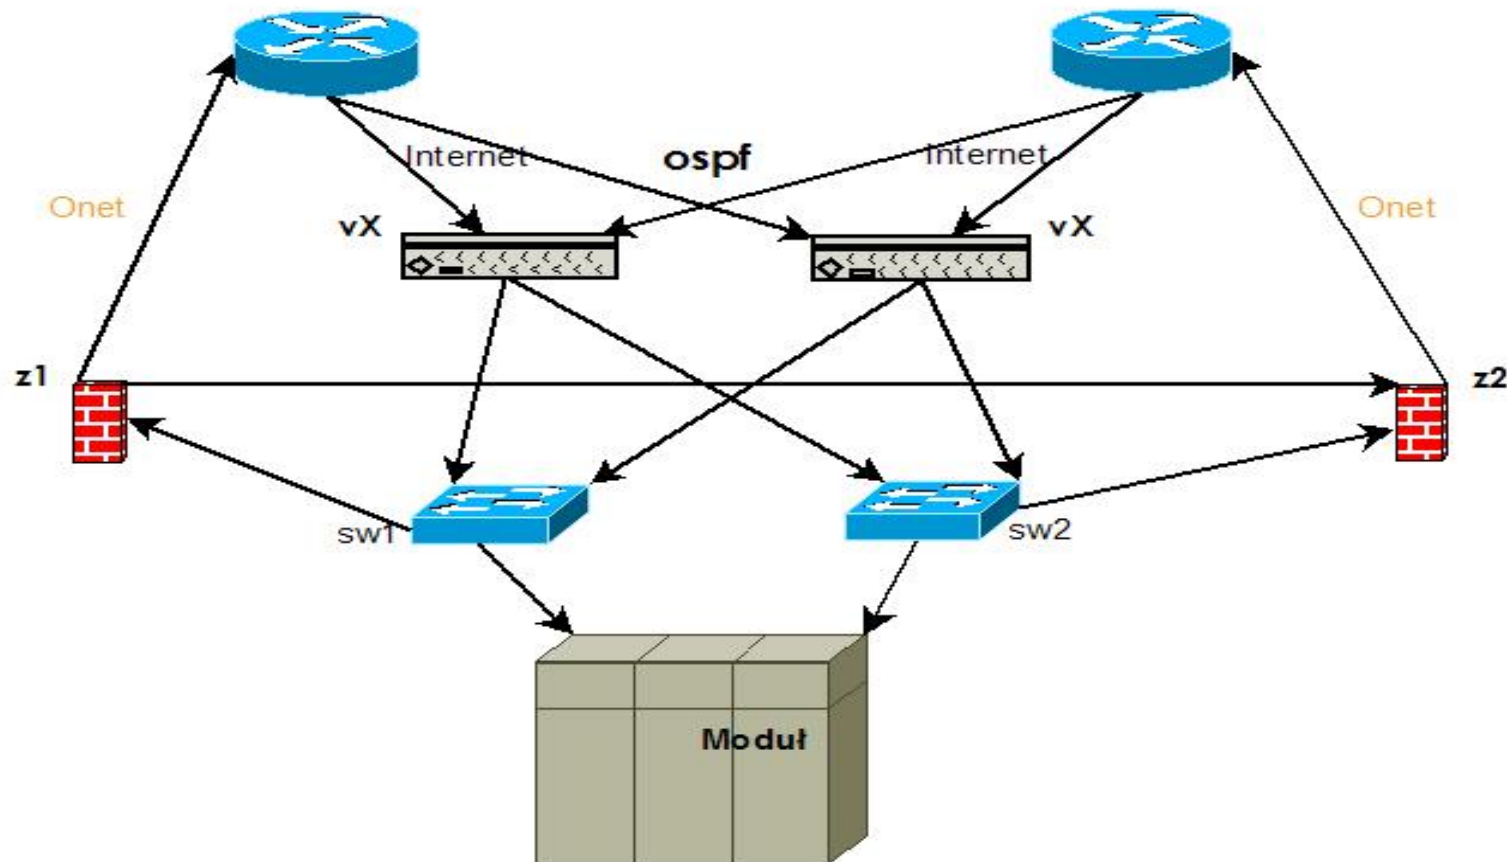 Internet
ospf
Internet
Onet
Onet
vX
vX
z1
z2
sw1
sw2
Moduł